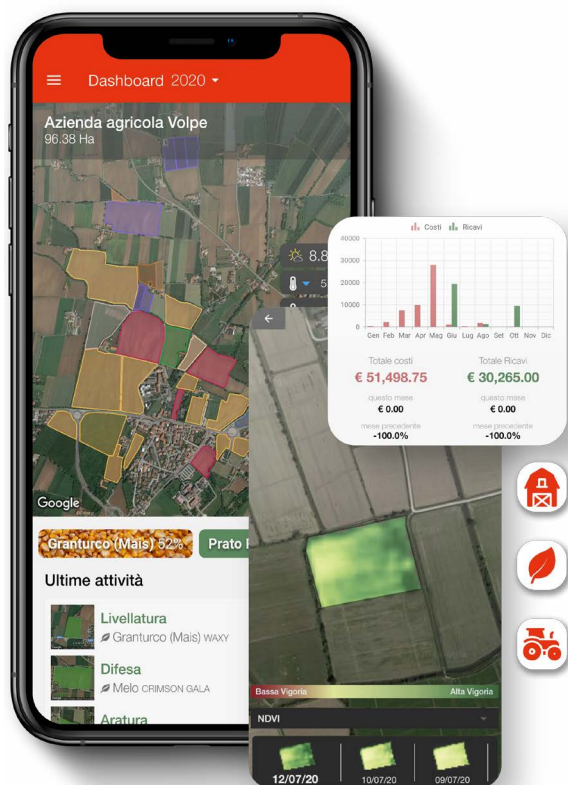 Dashboard 2020
Azienda agricola Volpe
96.38 Ha
8.8
5
Google
Granturco (Mais) 52%
Prato
Ultime attività
Livellatura
Granturco (Mais) WAXY
Difesa
Melo CRIMSON GALA
Aratura
Costi Ricavi
40000
30000
20000
10000
0
Gen Feb Mar Apr Mag Giu Lug Ago Set Ott Nov Dic
Totale costi Totale Ricavi
€ 51,498.75 € 30,265.00
questo mese questo mese
€ 0.00 € 0.00
mese precedente mese precedente
-100.0% -100.0%
Bassa Vigoria Alta Vigoria
NDVI
12/07/20 10/07/20 09/07/20